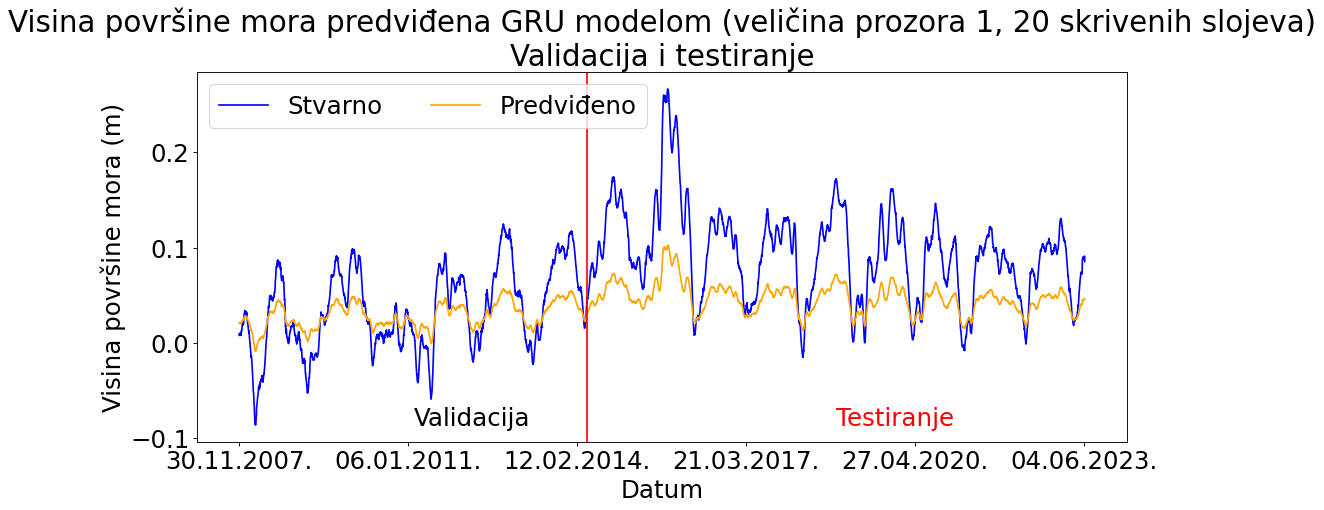 Visina površine mora predviđena GRU modelom (veličina prozora 1, 20 skrivenih slojeva)
Validacija i testiranje
Stvarno
Predviđeno
Visina površine mora (m)
0.2
0.1
0.0
−0.1
Validacija
Testiranje
30.11.2007.
06.01.2011.
12.02.2014.
21.03.2017.
27.04.2020.
04.06.2023.
Datum